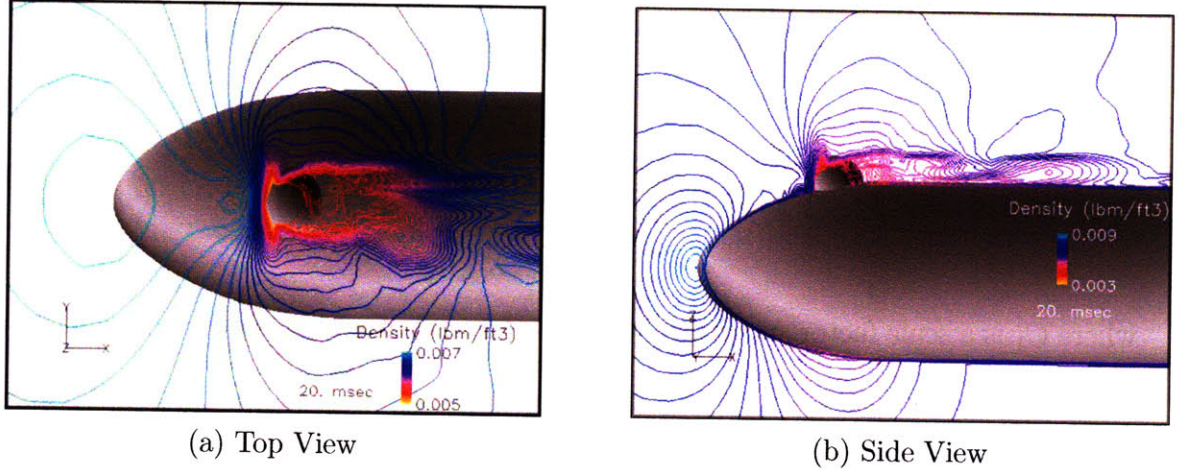 Y
Z
X
Density (lbm/ft3)
0.007
20. msec
0.005
(a) Top View
Z
X
Density (lbm/ft3)
0.009
0.003
20. msec
(b) Side View